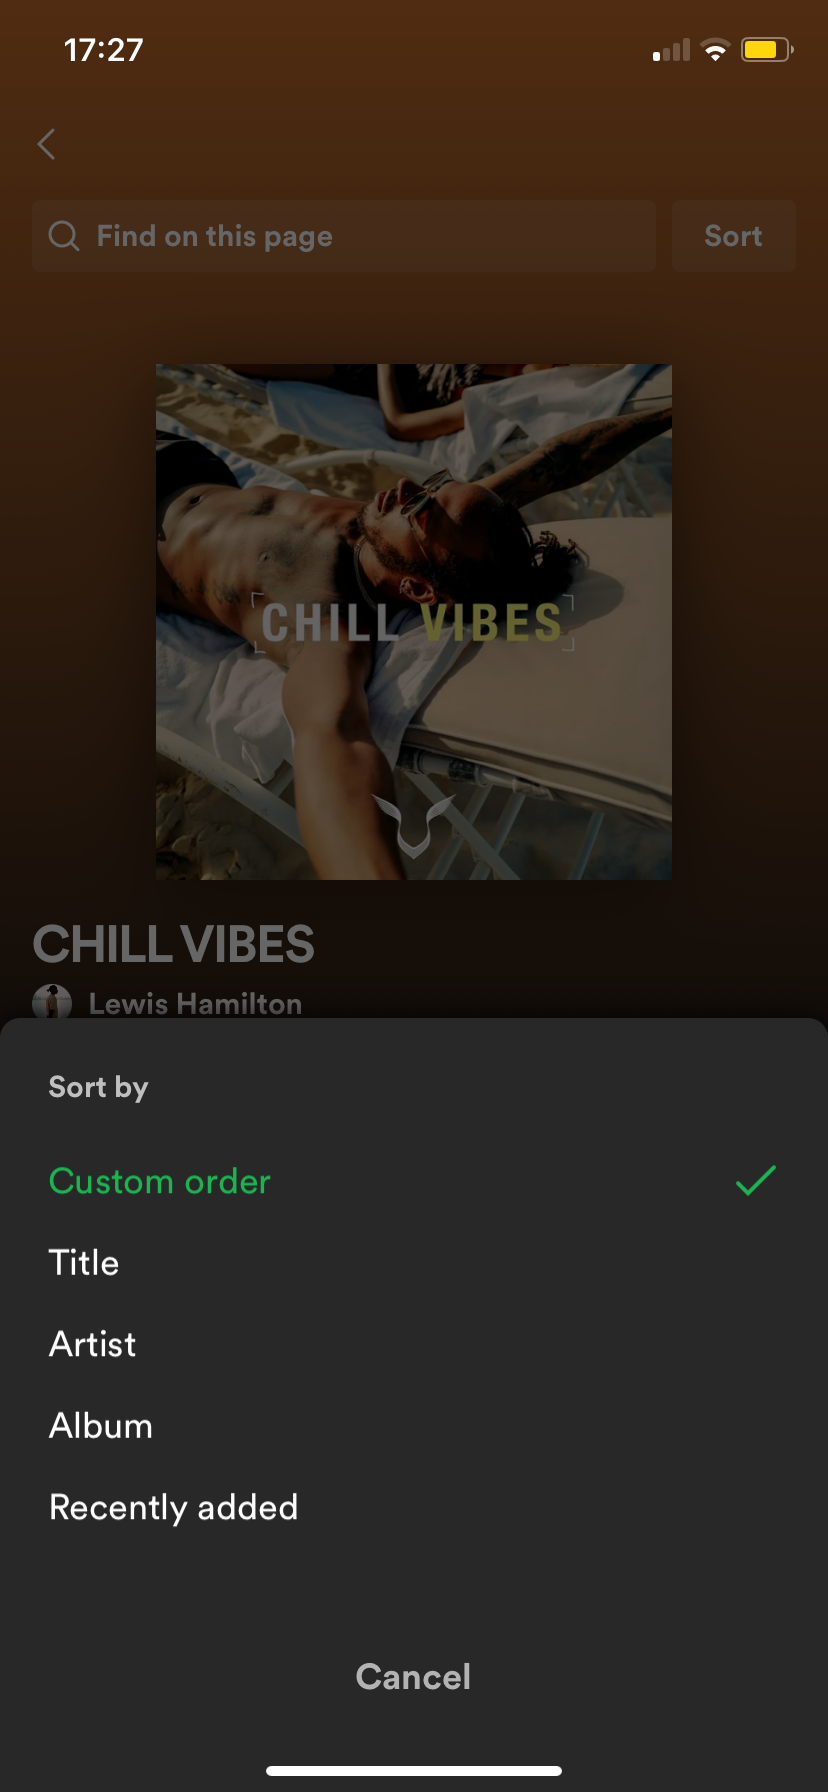 17:27
Find on this page
Sort
CHILL VIBES
CHILL VIBES
Lewis Hamilton
Sort by
Custom order
Title
Artist
Album
Recently added
Cancel